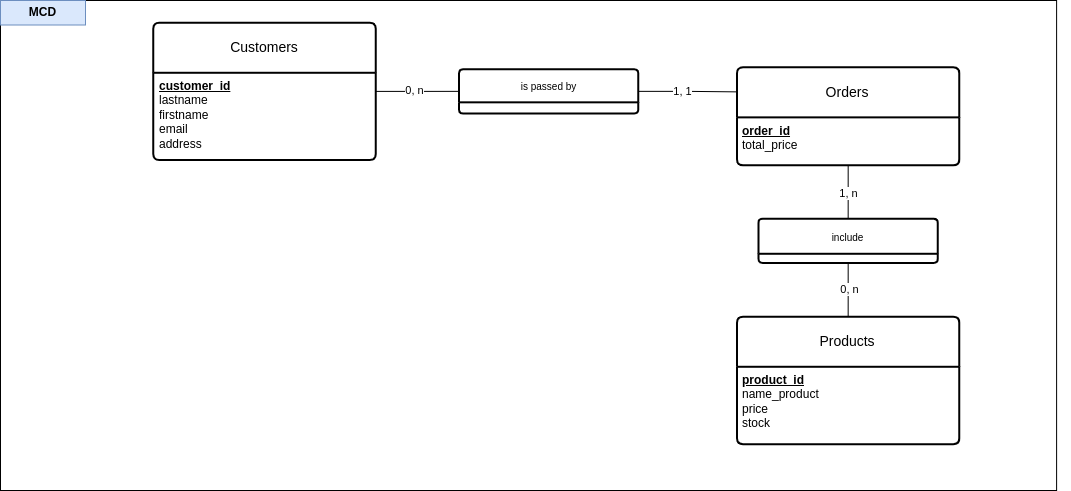 MCD
Customers
customer_id
lastname
firstname
email
address
0, n
is passed by
1, 1
Orders
order_id
total_price
1, n
include
0, n
Products
product_id
name_product
price
stock